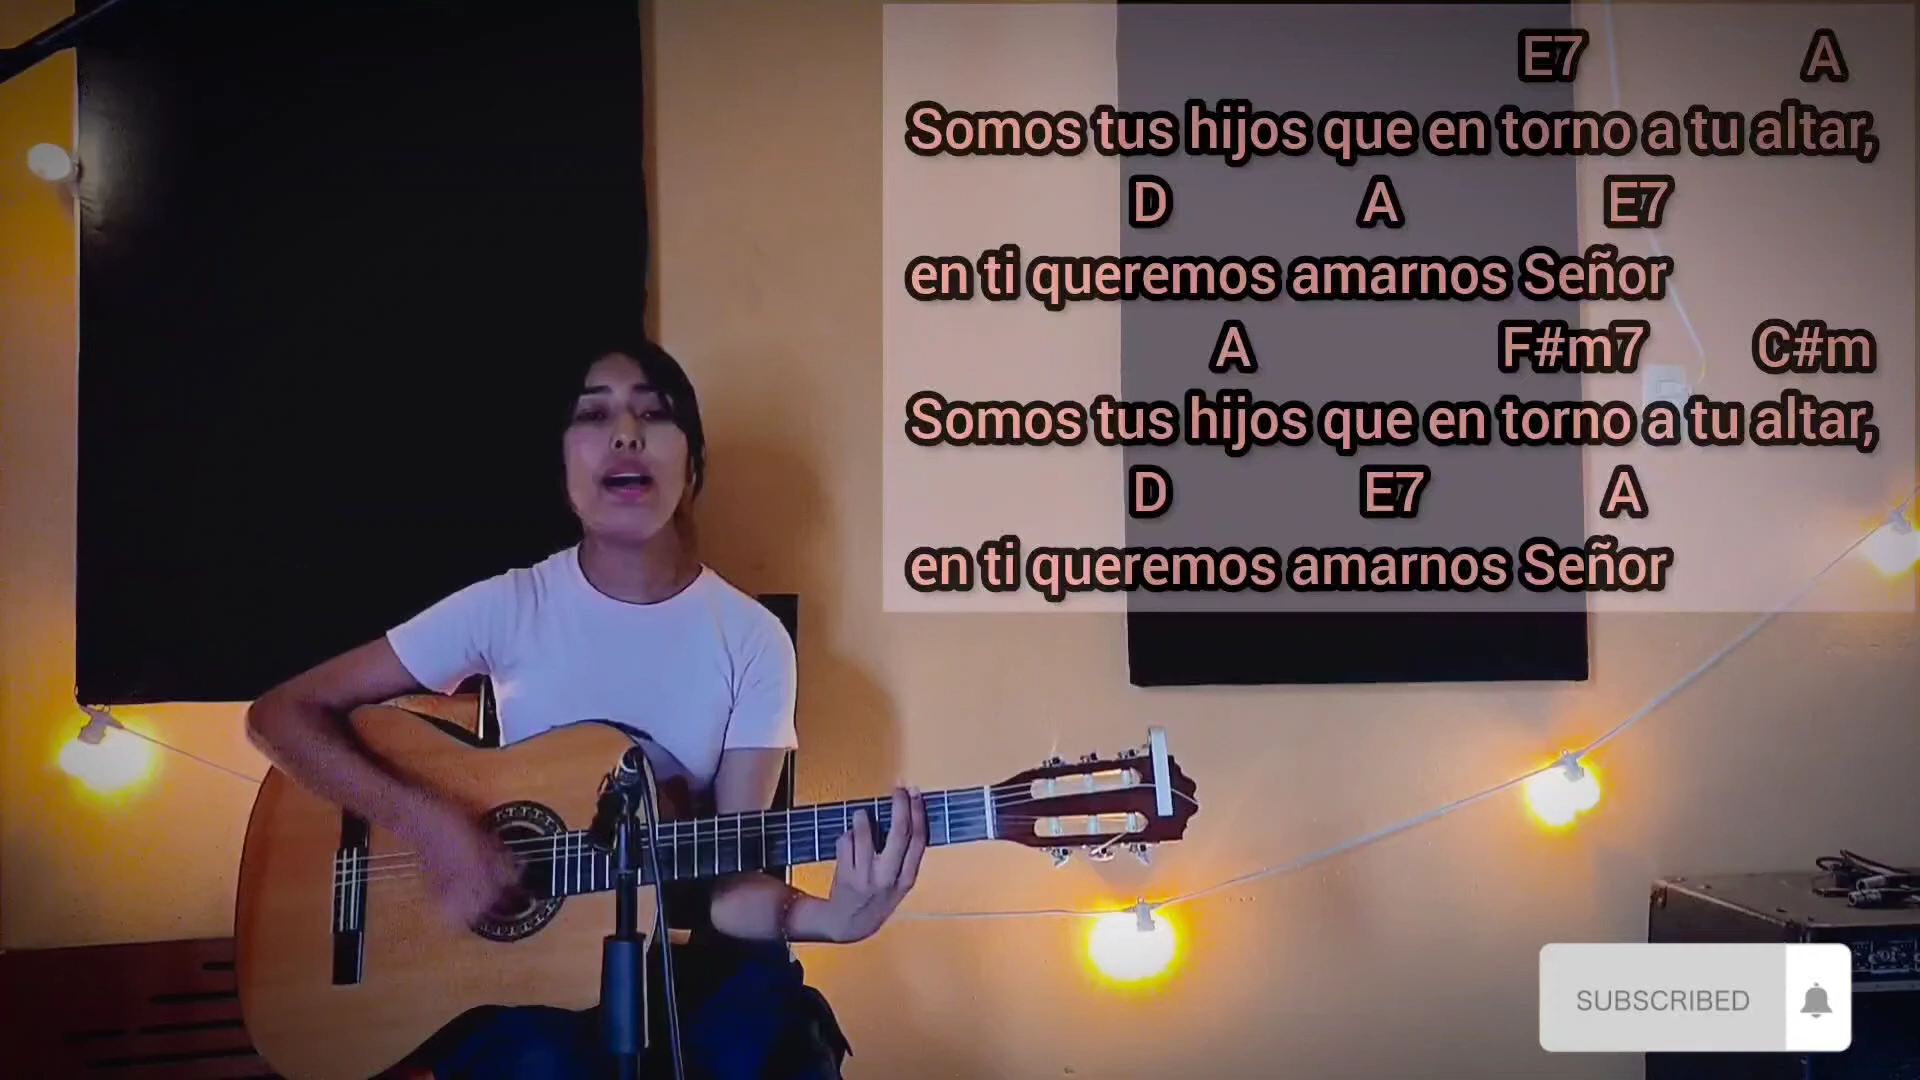 E7 A
Somos tus hijos que en torno a tu altar,
D A E7
en ti queremos amarnos Señor
A F#m7 C#m
Somos tus hijos que en torno a tu altar,
D E7 A
en ti queremos amarnos Señor
SUBSCRIBED